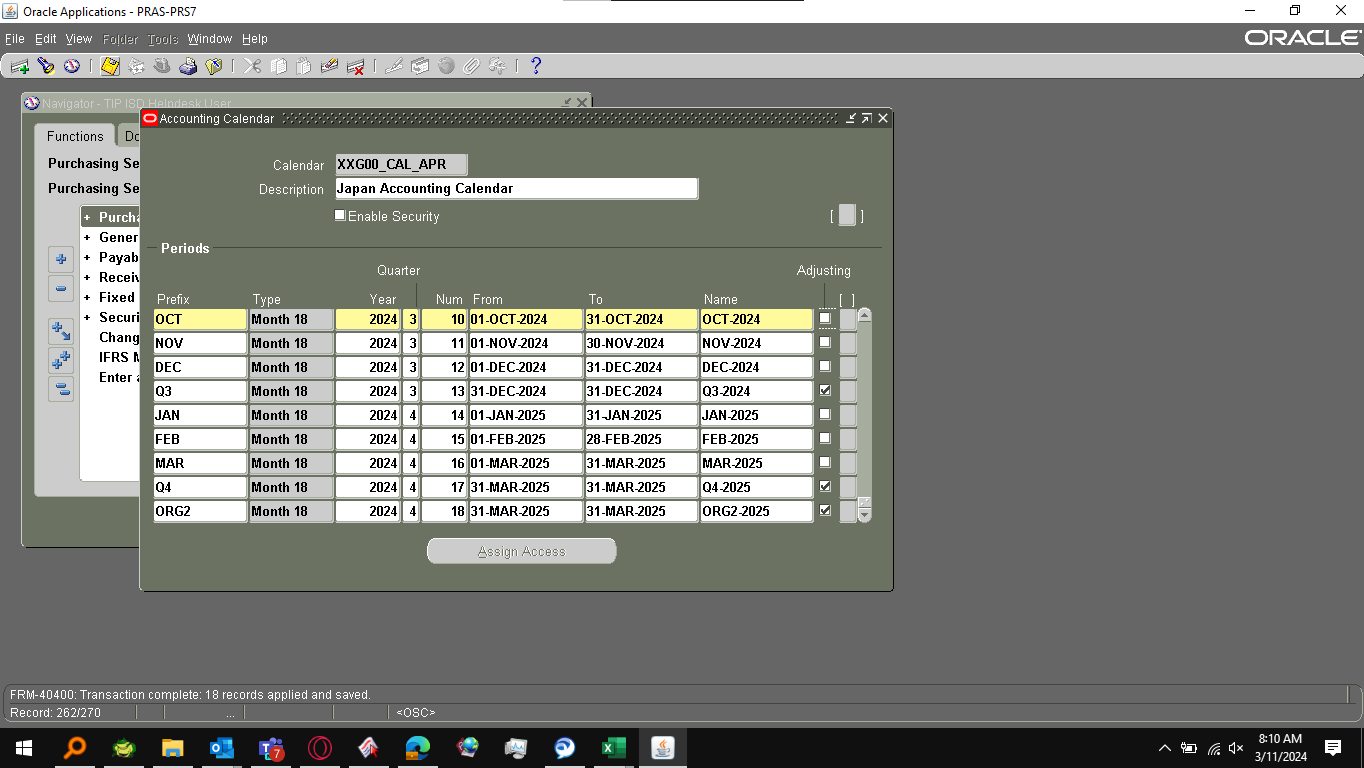 Oracle Applications - PRAS-PRS7
File Edit View Folder Tools Window Help
ORACLE
Navigator - TIP ISD Helpdesk User
Accounting Calendar
Functions
Purchasing Se
Purchasing Se
+ Purcha
+ Gener
+ Payab
+ Receiv
+ Fixed
+ Securi
Chang
IFRS M
Enter a
Calendar XXG00_CAL_APR
Description Japan Accounting Calendar
Enable Security
[ ]
Periods
Quarter Adjusting
Prefix Type Year Num From To Name [ ]
OCT Month 18 2024 3 10 01-OCT-2024 31-OCT-2024 OCT-2024
NOV Month 18 2024 3 11 01-NOV-2024 30-NOV-2024 NOV-2024
DEC Month 18 2024 3 12 01-DEC-2024 31-DEC-2024 DEC-2024
Q3 Month 18 2024 3 13 31-DEC-2024 31-DEC-2024 Q3-2024
JAN Month 18 2024 4 14 01-JAN-2025 31-JAN-2025 JAN-2025
FEB Month 18 2024 4 15 01-FEB-2025 28-FEB-2025 FEB-2025
MAR Month 18 2024 4 16 01-MAR-2025 31-MAR-2025 MAR-2025
Q4 Month 18 2024 4 17 31-MAR-2025 31-MAR-2025 Q4-2025
ORG2 Month 18 2024 4 18 31-MAR-2025 31-MAR-2025 ORG2-2025
Assign Access
FRM-40400: Transaction complete: 18 records applied and saved.
Record: 262/270 ... <OSC>
7
8:10 AM
3/11/2024